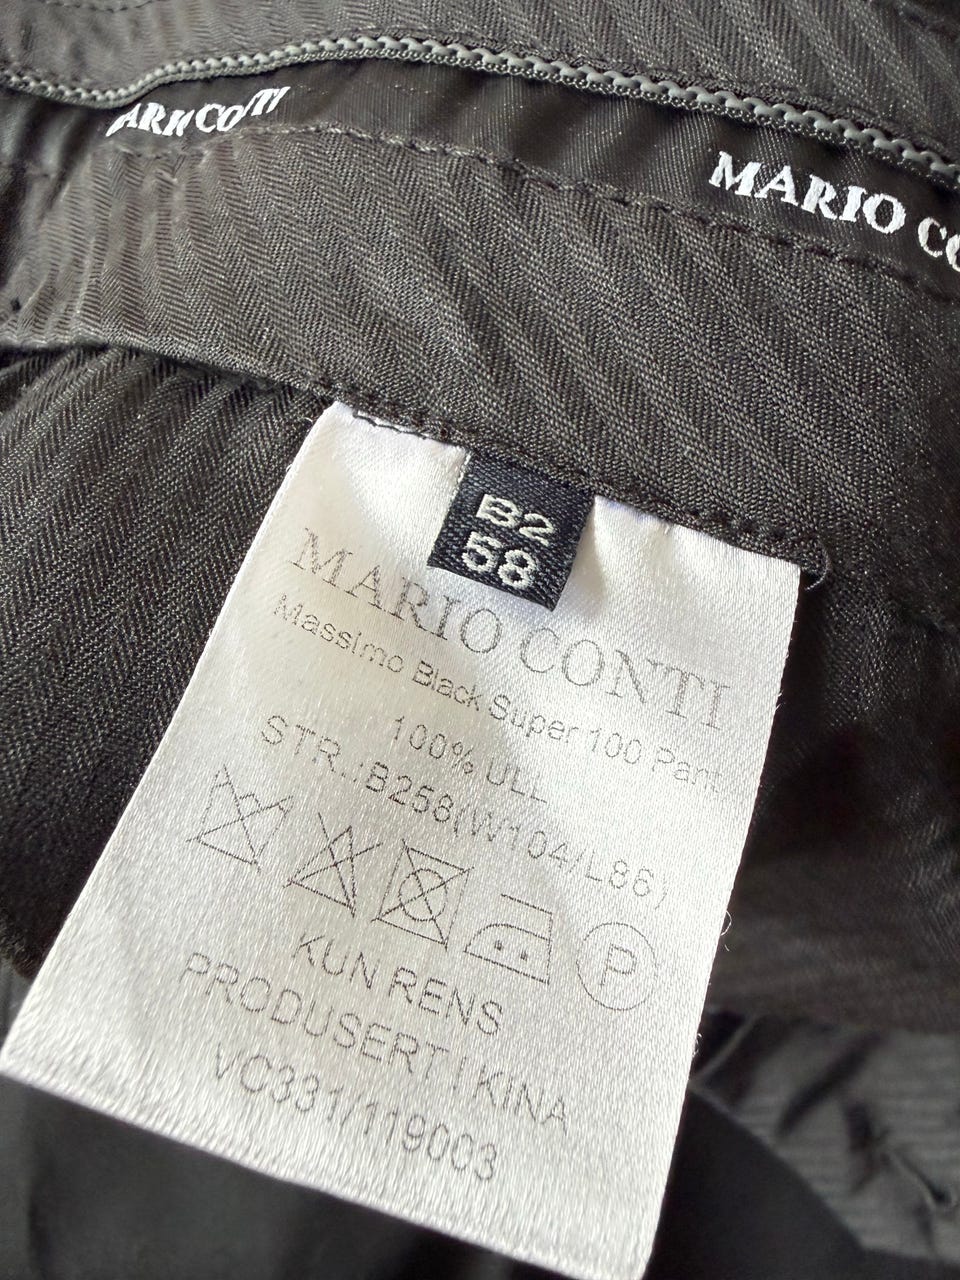 MARIO CONTI
MARIO CO
B2
58
MARIO CONTI
Massimo Black Super 100 Pant
100% ULL
STR.:B258(W104/L86)
P
KUN RENS
PRODUSERT I KINA
VC331/119003